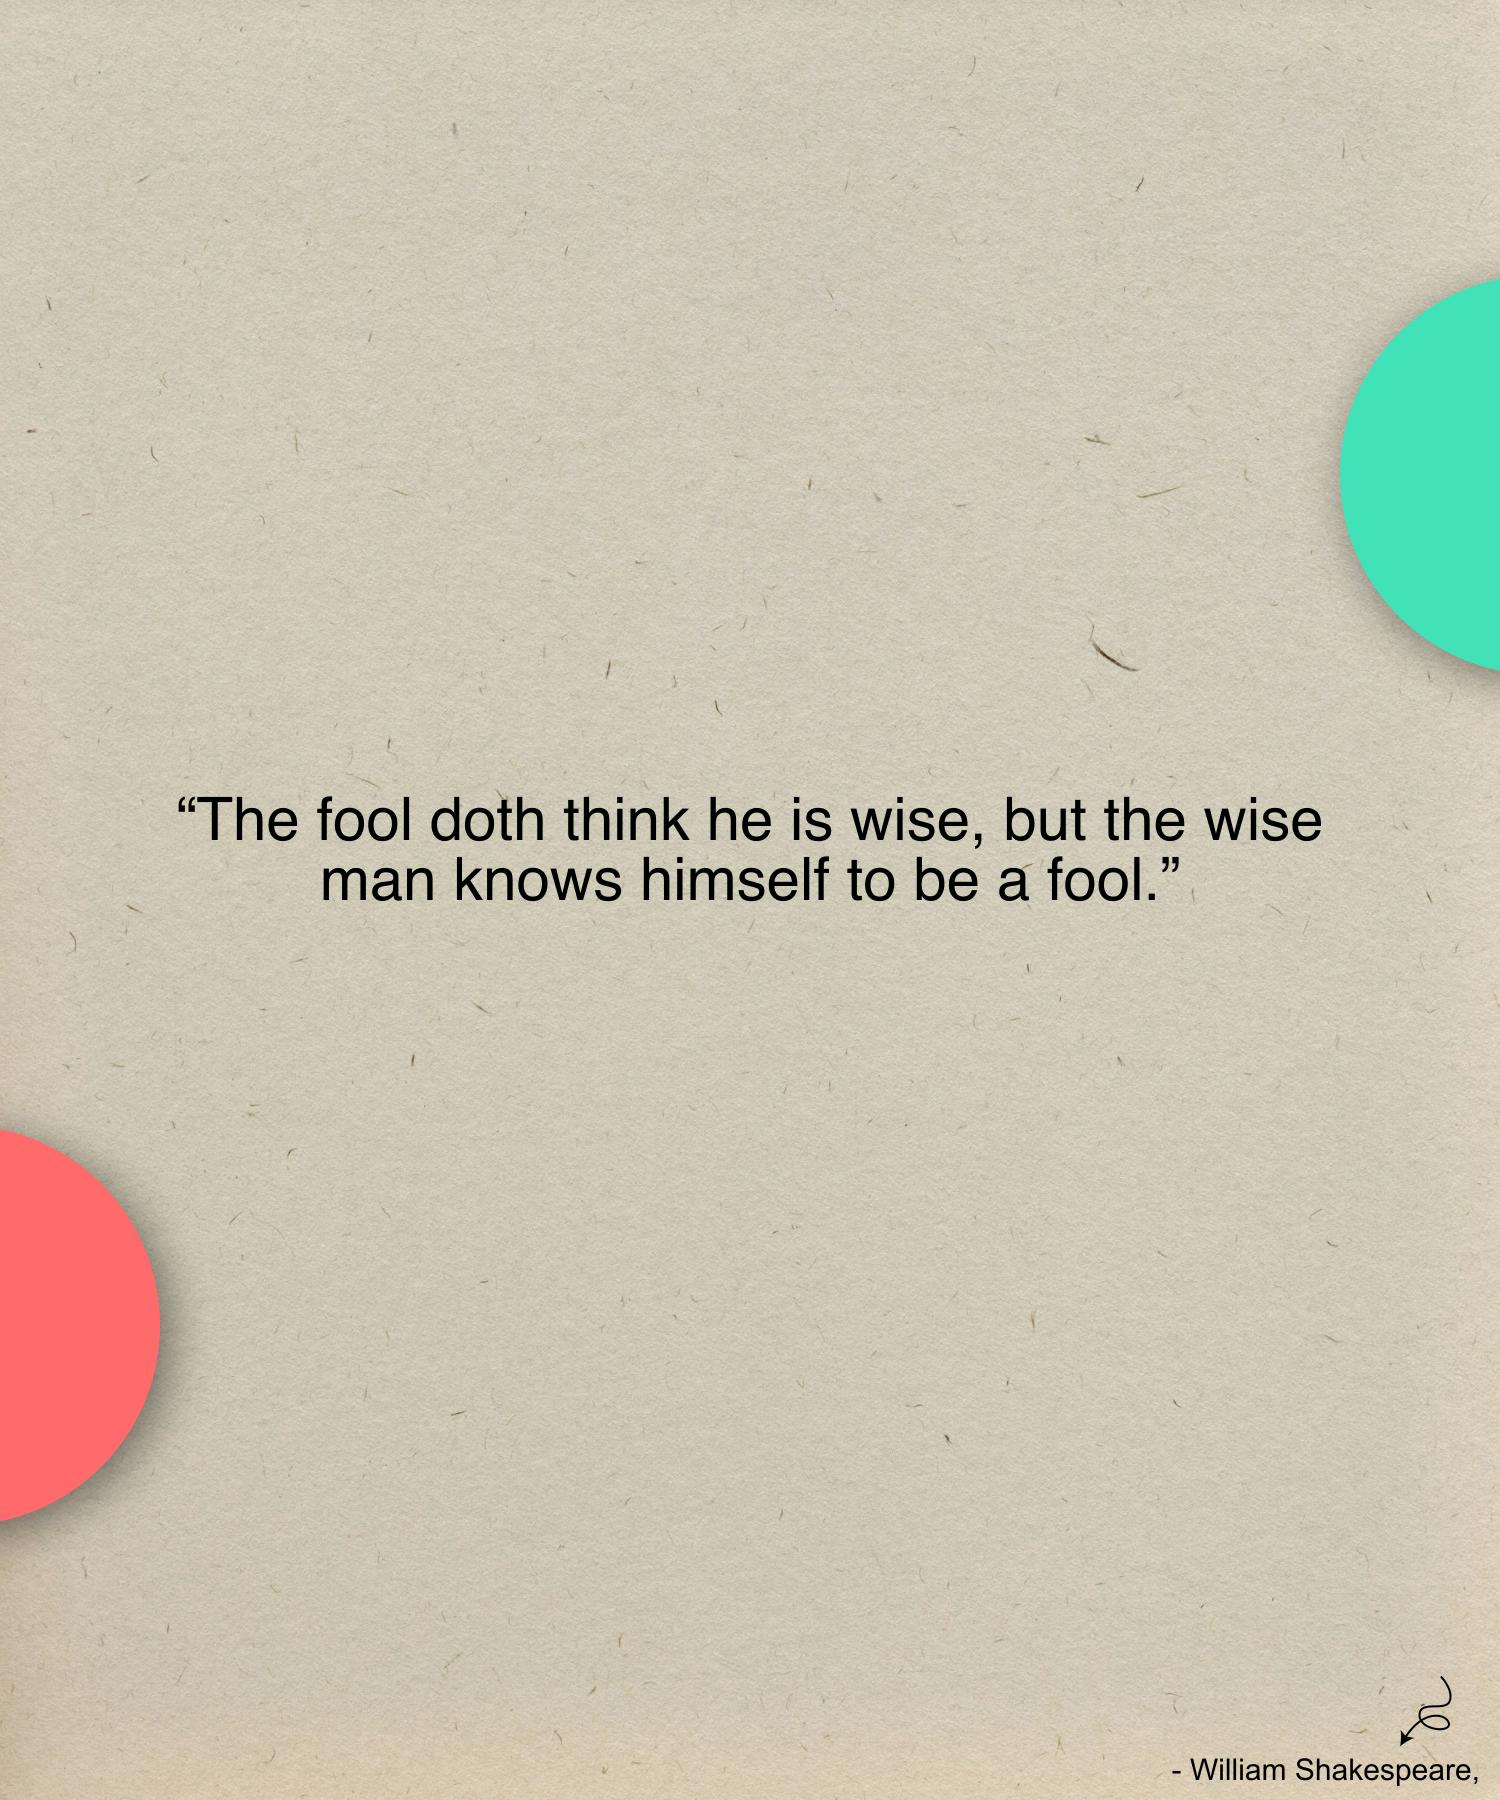 “The fool doth think he is wise, but the wise
man knows himself to be a fool.”
- William Shakespeare,